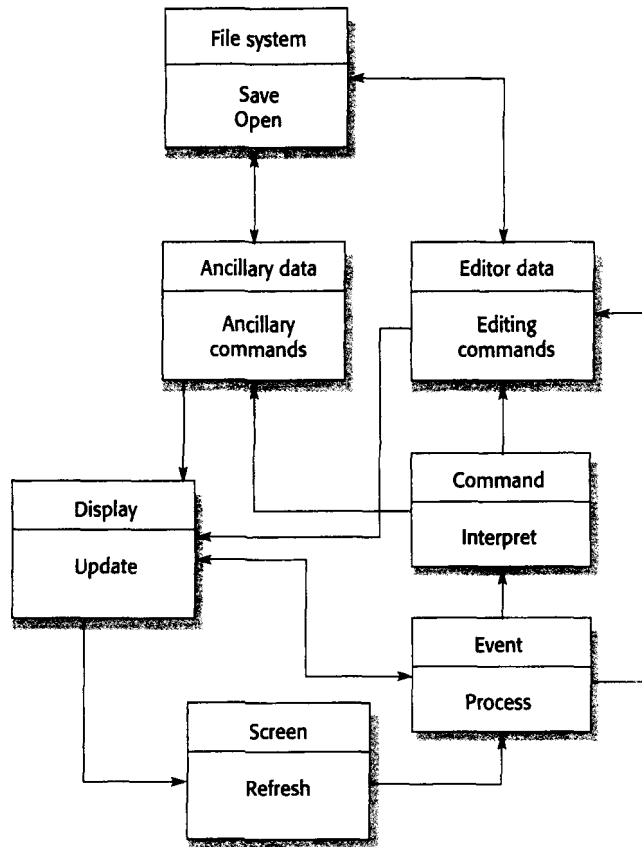 File system
Save
Open
Ancillary data
Ancillary
commands
Editor data
Editing
commands
Command
Interpret
Display
Update
Event
Process
Screen
Refresh